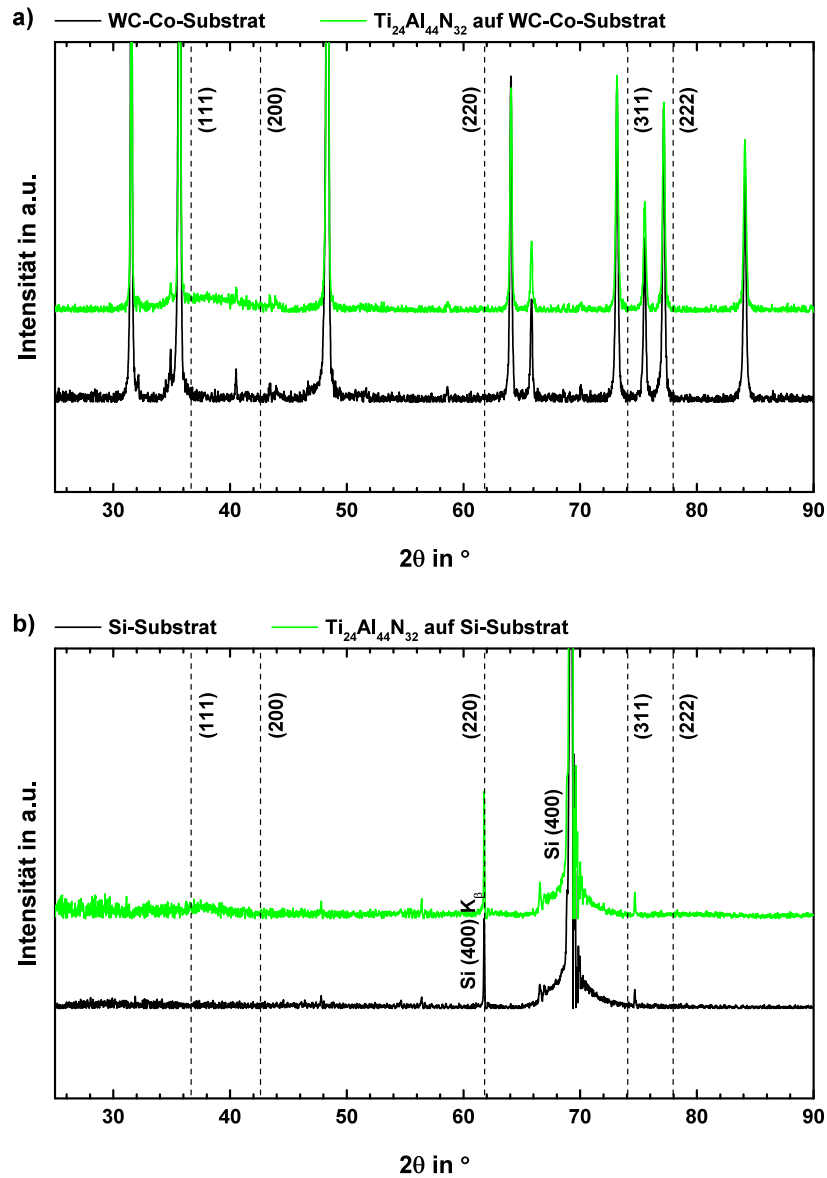 a)
WC-Co-Substrat
Ti₂₄Al₄₄N₃₂ auf WC-Co-Substrat
(111)
(200)
(220)
(311)
(222)
Intensität in a.u.
30 40 50 60 70 80 90
2θ in °
b)
Si-Substrat
Ti₂₄Al₄₄N₃₂ auf Si-Substrat
(111)
(200)
(220)
(311)
(222)
Si (400)
Si (400) Kβ
Intensität in a.u.
30 40 50 60 70 80 90
2θ in °